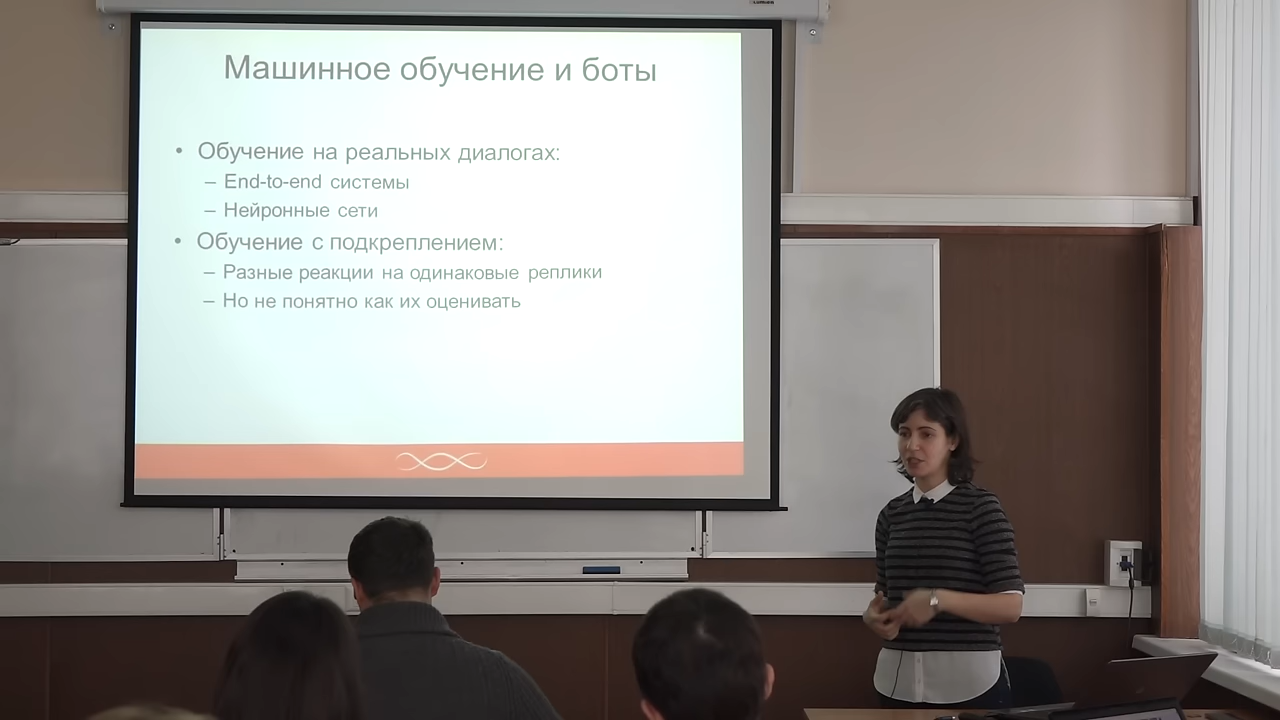 Машинное обучение и боты
• Обучение на реальных диалогах:
– End-to-end системы
– Нейронные сети
• Обучение с подкреплением:
– Разные реакции на одинаковые реплики
– Но не понятно как их оценивать